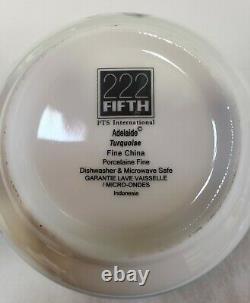 222
FIFTH
PTS International
Adelaide©
Turquoise
Fine China
Porcelaine Fine
Dishwasher & Microwave Safe
GARANTIE LAVE VAISSELLE
/ MICRO-ONDES
Indonesia